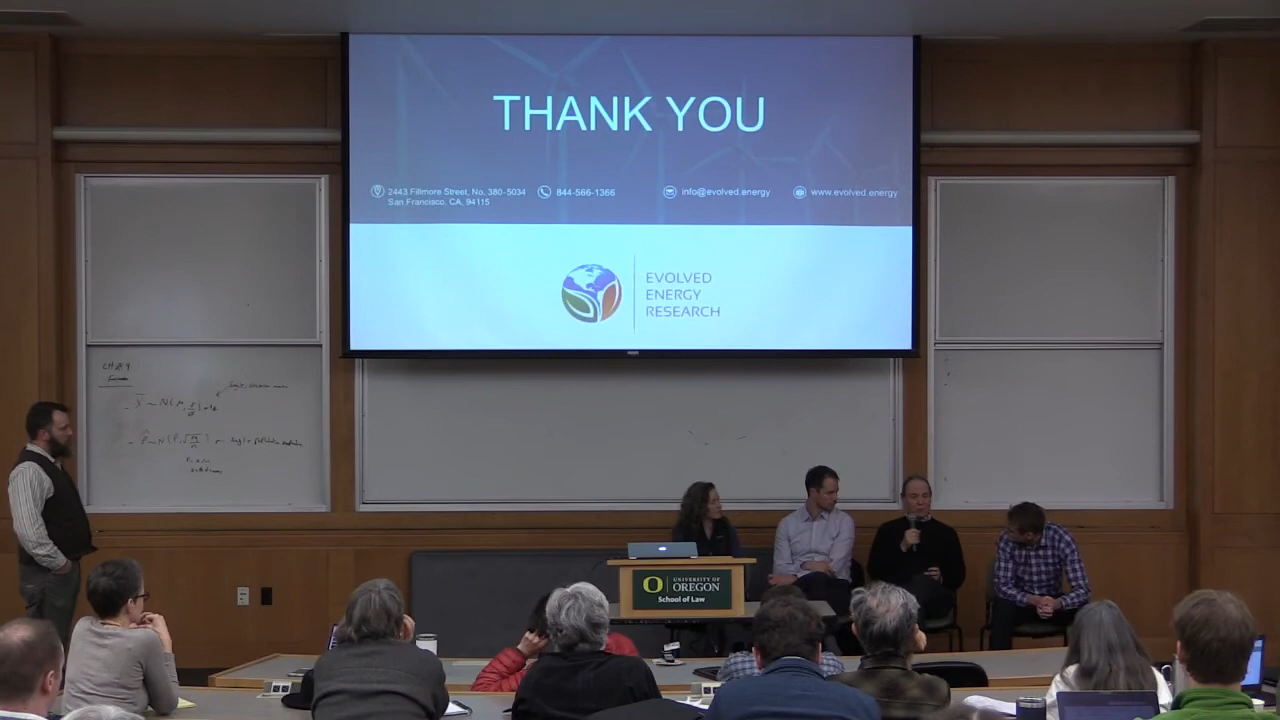 THANK YOU
2443 Fillmore Street, No. 380-5034
San Francisco, CA, 94115
844-566-1366
info@evolved.energy
www.evolved.energy
EVOLVED
ENERGY
RESEARCH
O
UNIVERSITY OF
OREGON
School of Law